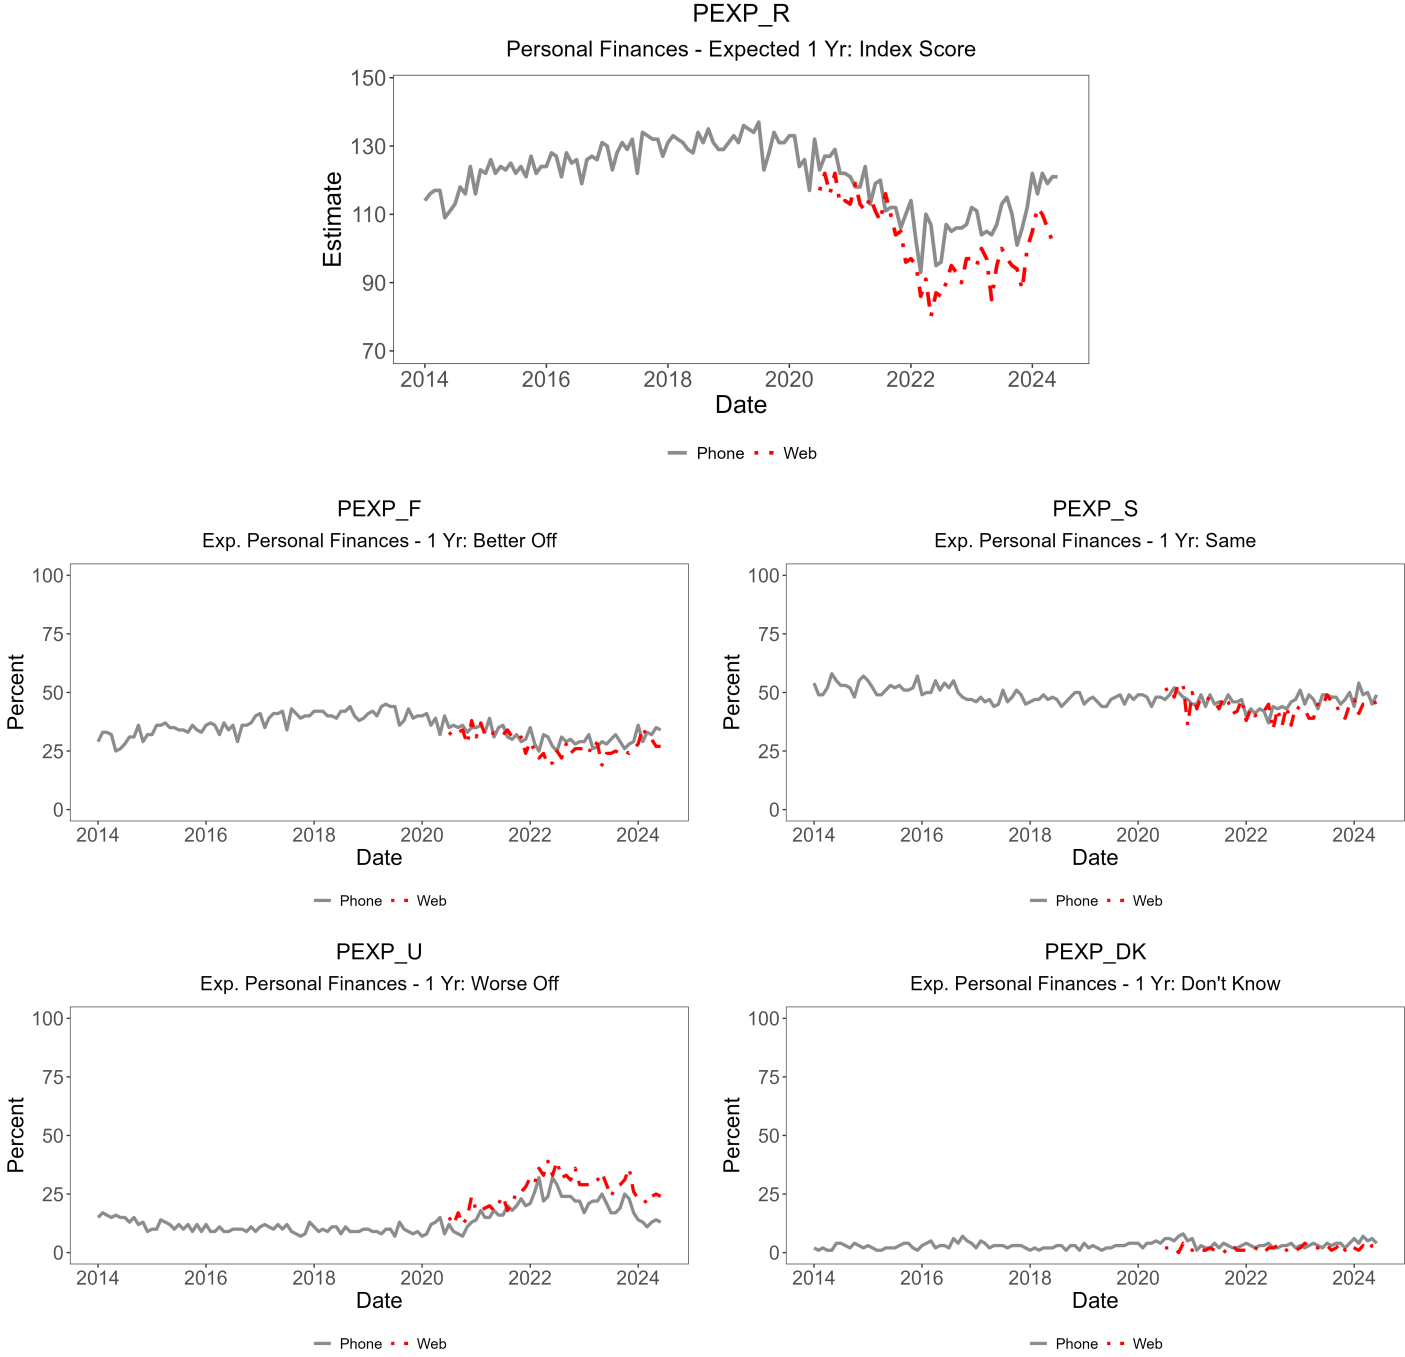 PEXP_R
Personal Finances - Expected 1 Yr: Index Score
150
130
110
90
70
Estimate
2014 2016 2018 2020 2022 2024
Date
Phone Web
PEXP_F
Exp. Personal Finances - 1 Yr: Better Off
100
75
50
25
0
Percent
2014 2016 2018 2020 2022 2024
Date
Phone Web
PEXP_S
Exp. Personal Finances - 1 Yr: Same
100
75
50
25
0
Percent
2014 2016 2018 2020 2022 2024
Date
Phone Web
PEXP_U
Exp. Personal Finances - 1 Yr: Worse Off
100
75
50
25
0
Percent
2014 2016 2018 2020 2022 2024
Date
Phone Web
PEXP_DK
Exp. Personal Finances - 1 Yr: Don't Know
100
75
50
25
0
Percent
2014 2016 2018 2020 2022 2024
Date
Phone Web